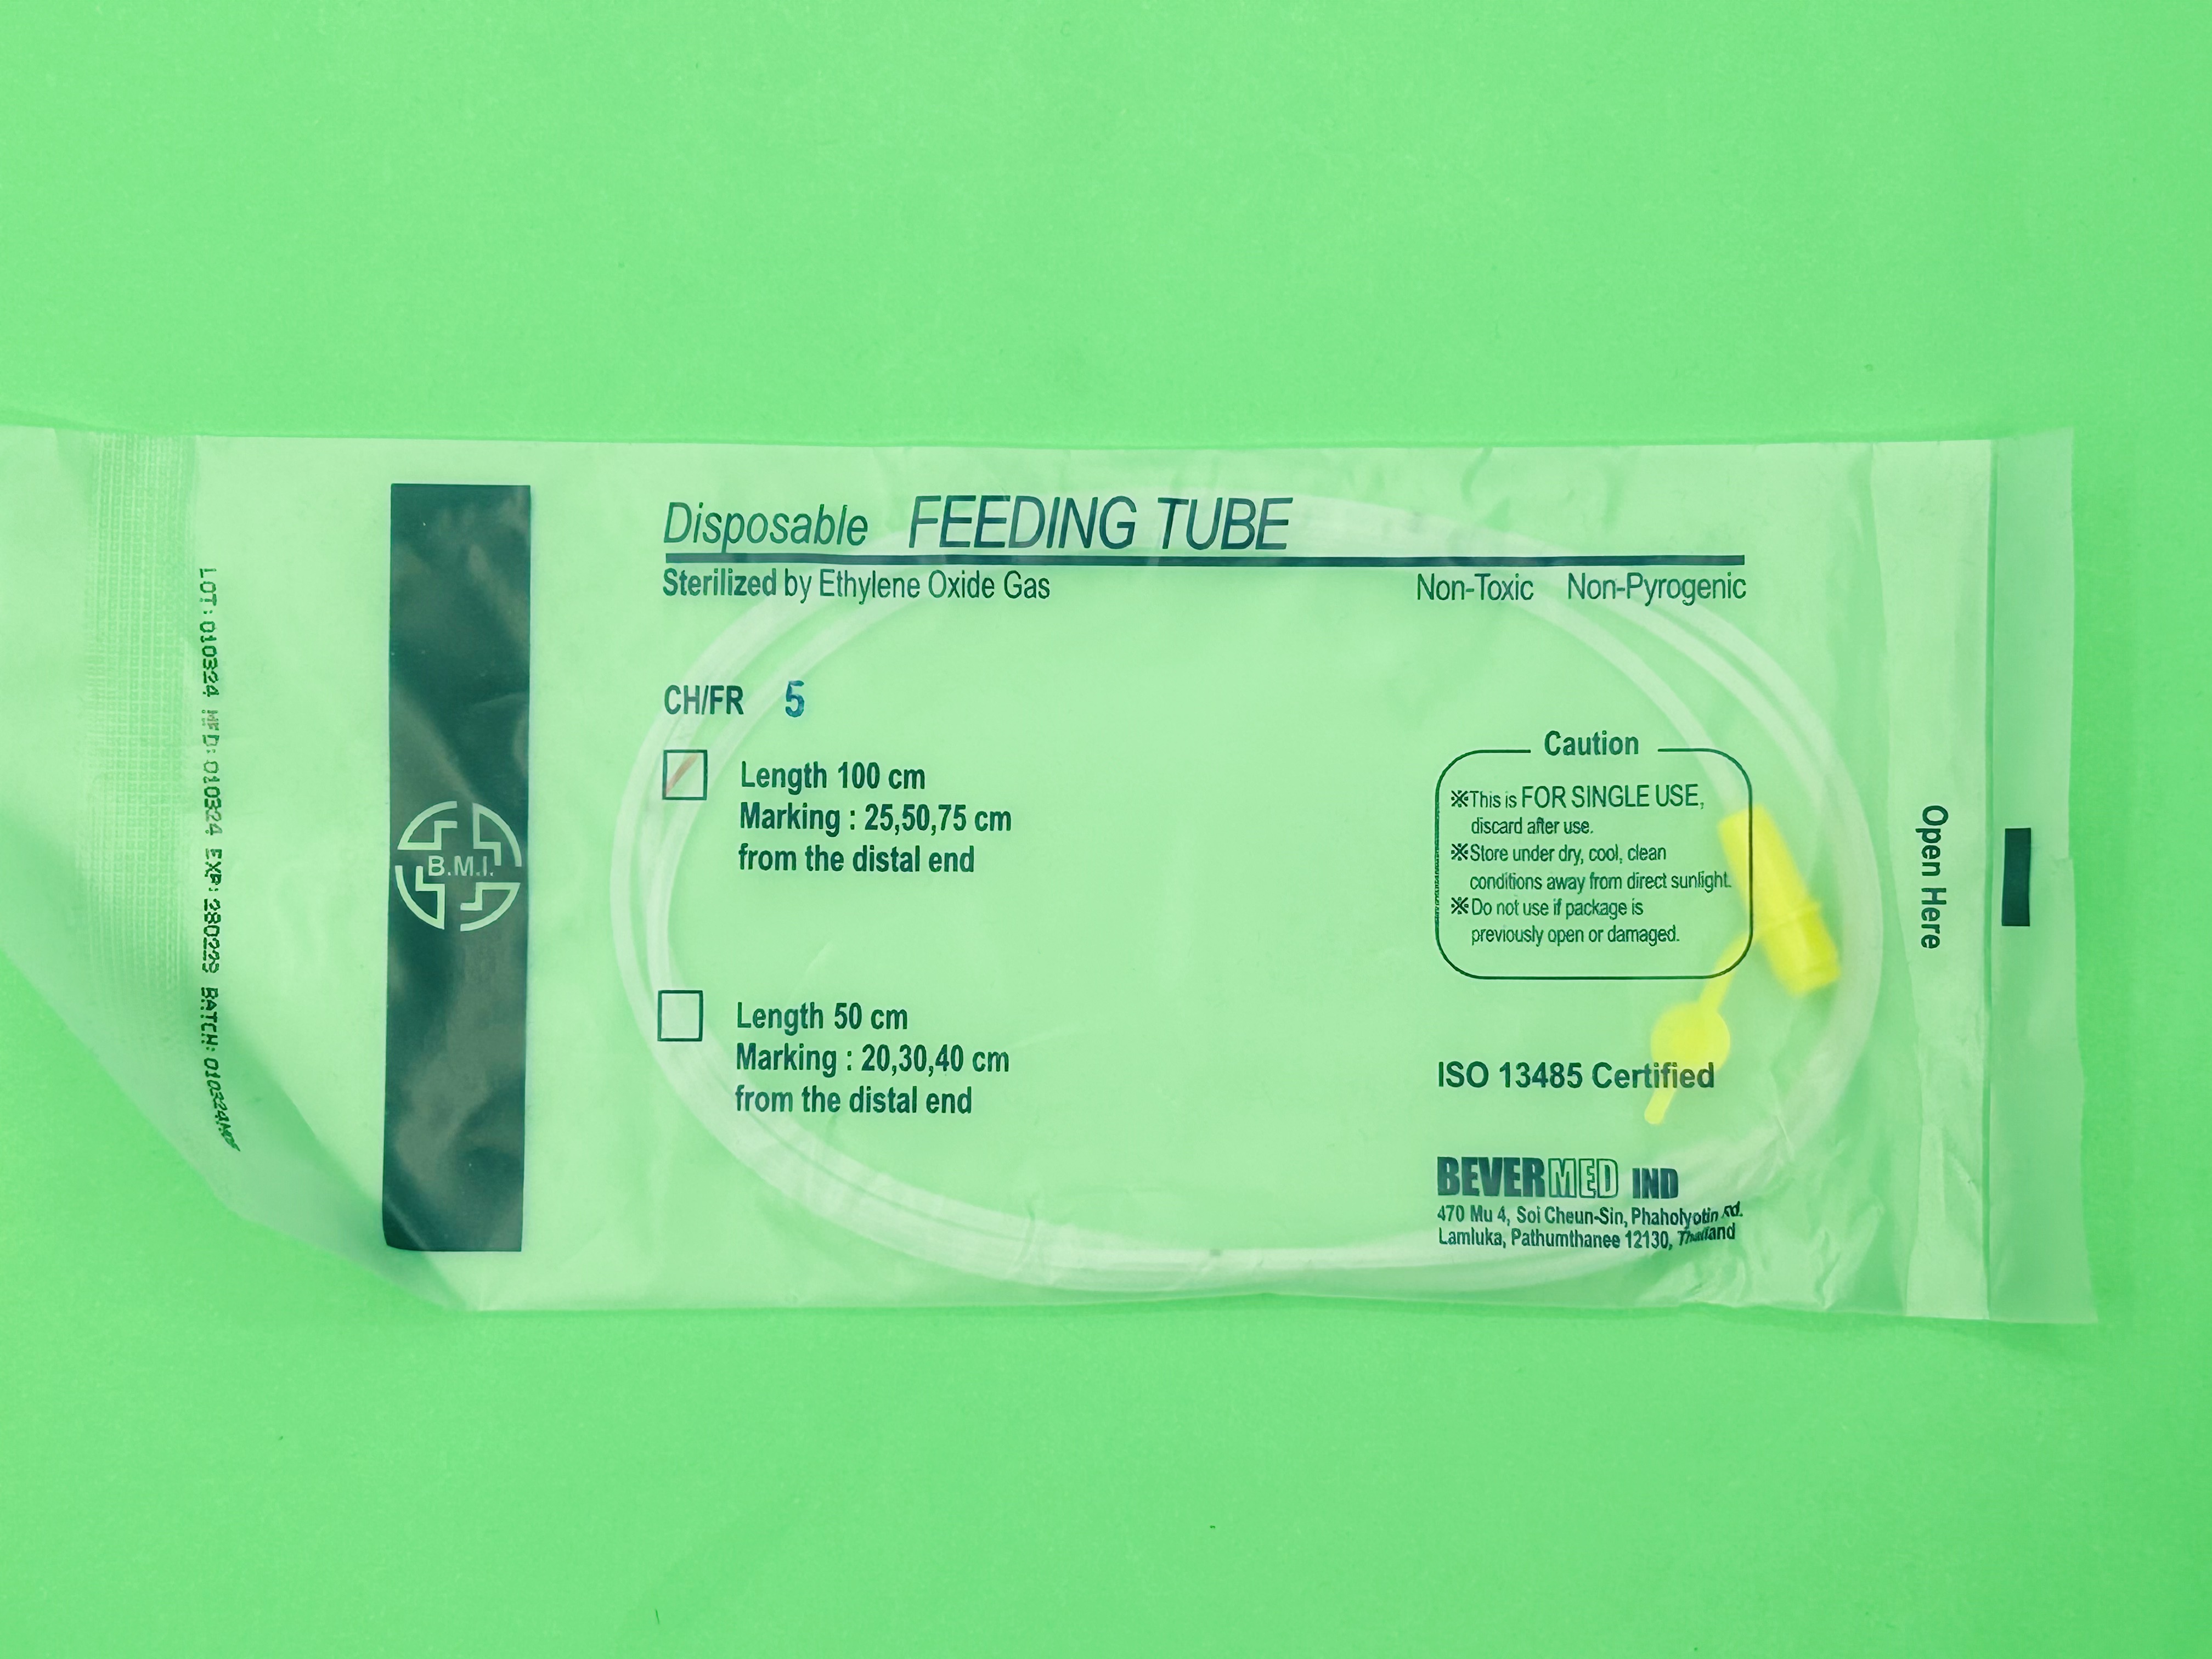 Disposable FEEDING TUBE
Sterilized by Ethylene Oxide Gas
Non-Toxic Non-Pyrogenic
CH/FR 5
Length 100 cm
Marking : 25,50,75 cm
from the distal end
Length 50 cm
Marking : 20,30,40 cm
from the distal end
Caution
※This is FOR SINGLE USE,
discard after use.
※Store under dry, cool, clean
conditions away from direct sunlight.
※Do not use if package is
previously open or damaged.
ISO 13485 Certified
BEVERMED IND
470 Mu 4, Soi Cheun-Sin, Phaholyotin Rd.
Lamluka, Pathumthanee 12130, Thailand
Open Here
B.M.I.
LOT: 010324 MFD: 010324 EXP: 280229 BATCH: